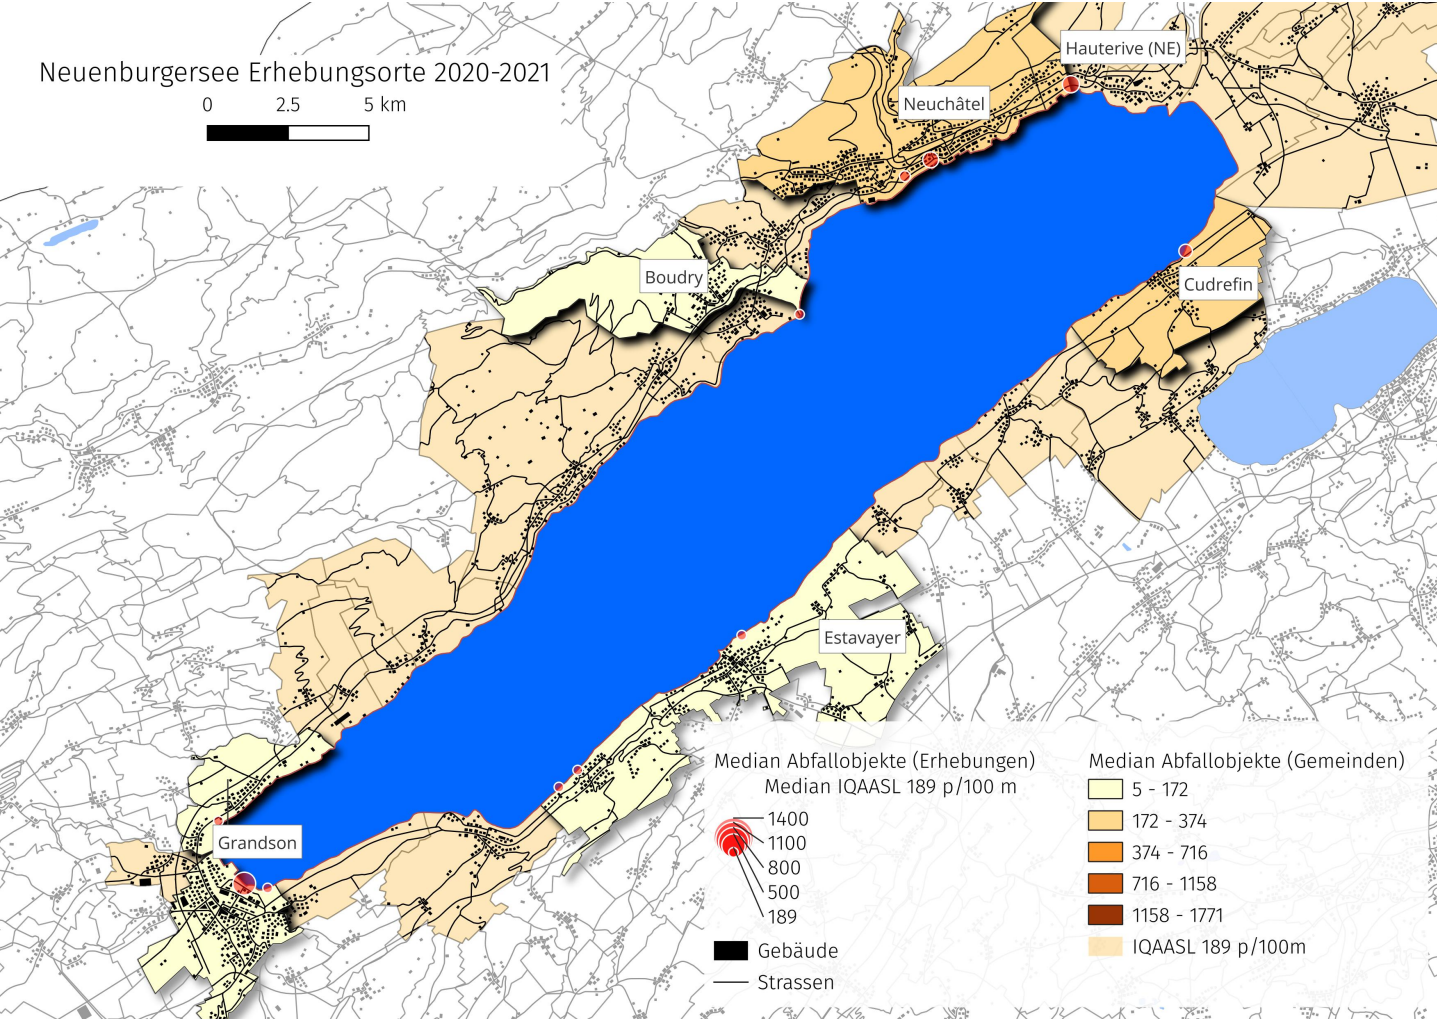 Neuenburgersee Erhebungsorte 2020-2021
0 2.5 5 km
Hauterive (NE)
Neuchâtel
Boudry
Cudrefin
Estavayer
Grandson
Median Abfallobjekte (Erhebungen)
Median IQAASL 189 p/100 m
1400
1100
800
500
189
Gebäude
Strassen
Median Abfallobjekte (Gemeinden)
5 - 172
172 - 374
374 - 716
716 - 1158
1158 - 1771
IQAASL 189 p/100m